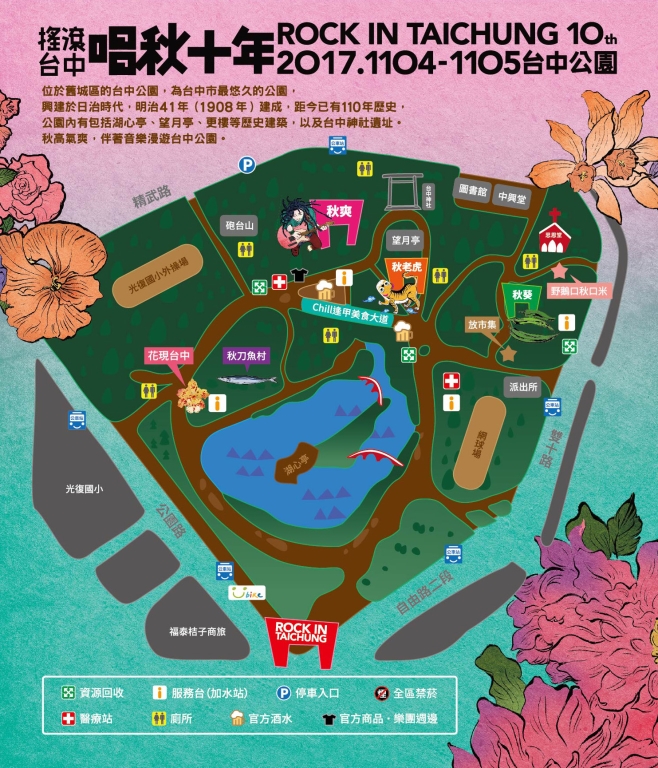 搖滾
台中
唱秋十年
ROCK IN TAICHUNG 10th
2017.1104-1105台中公園
位於舊城區的台中公園，為台中市最悠久的公園，
興建於日治時代，明治41年（1908年）建成，距今已有110年歷史，
公園內有包括湖心亭、望月亭、更樓等歷史建築，以及台中神社遺址。
秋高氣爽，伴著音樂漫遊台中公園。
P
公車站
精武路
台中神社
圖書館
中興堂
砲台山
秋爽
望月亭
思恩堂
光復國小外操場
秋老虎
野餐口秋口米
秋葵
Chill逢甲美食大道
放市集
花現台中
秋刀魚村
派出所
公車站
公車站
網球場
雙十路
湖心亭
光復國小
公園路
公車站
公車站
Ubike
自由路二段
福泰桔子商旅
ROCK IN
TAICHUNG
資源回收
服務台(加水站)
P 停車入口
全區禁菸
醫療站
廁所
官方酒水
官方商品·樂團週邊